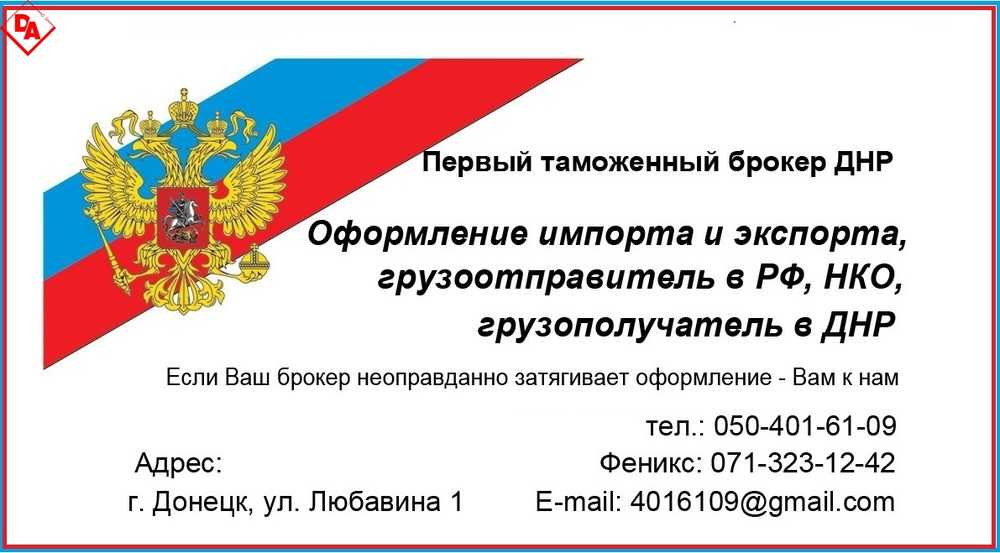 DA
Первый таможенный брокер ДНР
Оформление импорта и экспорта,
грузоотправитель в РФ, НКО,
грузополучатель в ДНР
Если Ваш брокер неоправданно затягивает оформление - Вам к нам
тел.: 050-401-61-09
Адрес: Феникс: 071-323-12-42
г. Донецк, ул. Любавина 1 E-mail: 4016109@gmail.com